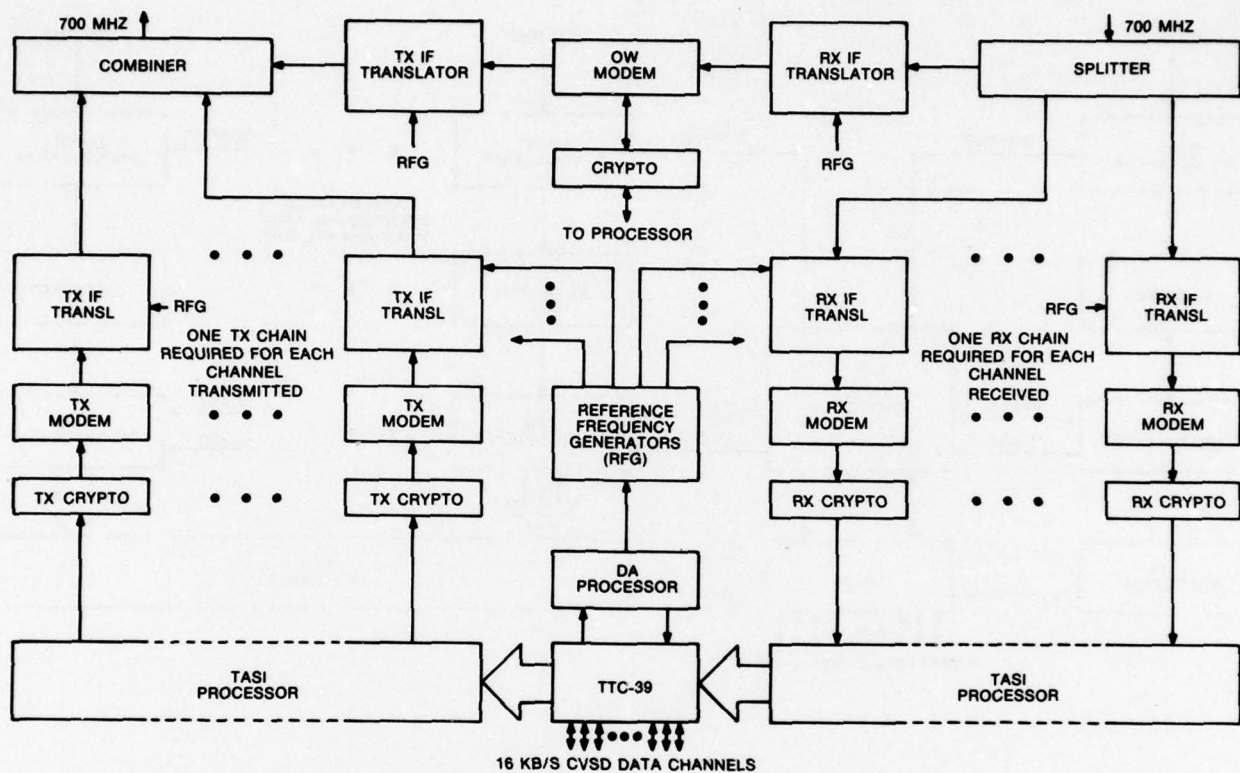 700 MHZ
COMBINER
TX IF
TRANSLATOR
OW
MODEM
RX IF
TRANSLATOR
700 MHZ
SPLITTER
RFG
CRYPTO
RFG
TO PROCESSOR
TX IF
TRANSL
RFG
TX IF
TRANSL
RX IF
TRANSL
RFG
RX IF
TRANSL
ONE TX CHAIN
REQUIRED FOR EACH
CHANNEL
TRANSMITTED
ONE RX CHAIN
REQUIRED FOR EACH
CHANNEL
RECEIVED
TX
MODEM
TX
MODEM
REFERENCE
FREQUENCY
GENERATORS
(RFG)
RX
MODEM
RX
MODEM
TX CRYPTO
TX CRYPTO
RX CRYPTO
RX CRYPTO
DA
PROCESSOR
TASI
PROCESSOR
TTC-39
TASI
PROCESSOR
16 KB/S CVSD DATA CHANNELS